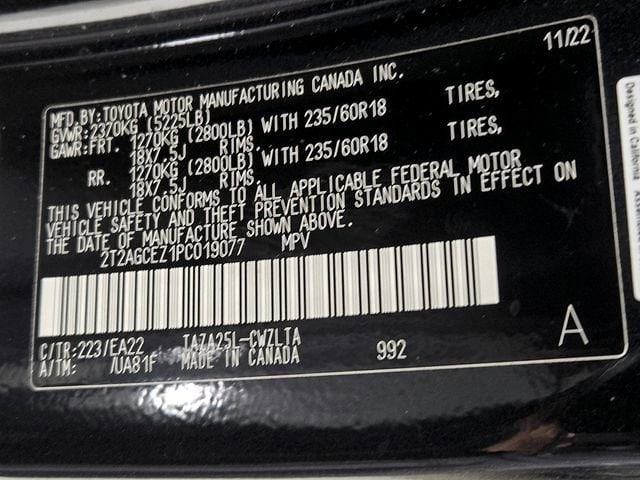 11/22
MFD.BY:TOYOTA MOTOR MANUFACTURING CANADA INC.
GVWR:2370KG (5225LB)
GAWR:FRT. 1270KG (2800LB) WITH 235/60R18 TIRES,
18X7.5J RIMS.
RR. 1270KG (2800LB) WITH 235/60R18 TIRES,
18X7.5J RIMS.
THIS VEHICLE CONFORMS TO ALL APPLICABLE FEDERAL MOTOR
VEHICLE SAFETY AND THEFT PREVENTION STANDARDS IN EFFECT ON
THE DATE OF MANUFACTURE SHOWN ABOVE.
2T2AGCEZ1PC019077 MPV
C/TR:223/EA22 TAZA25L-CWZLTA
A/TM: /UA81F MADE IN CANADA 992
A
Designed in California